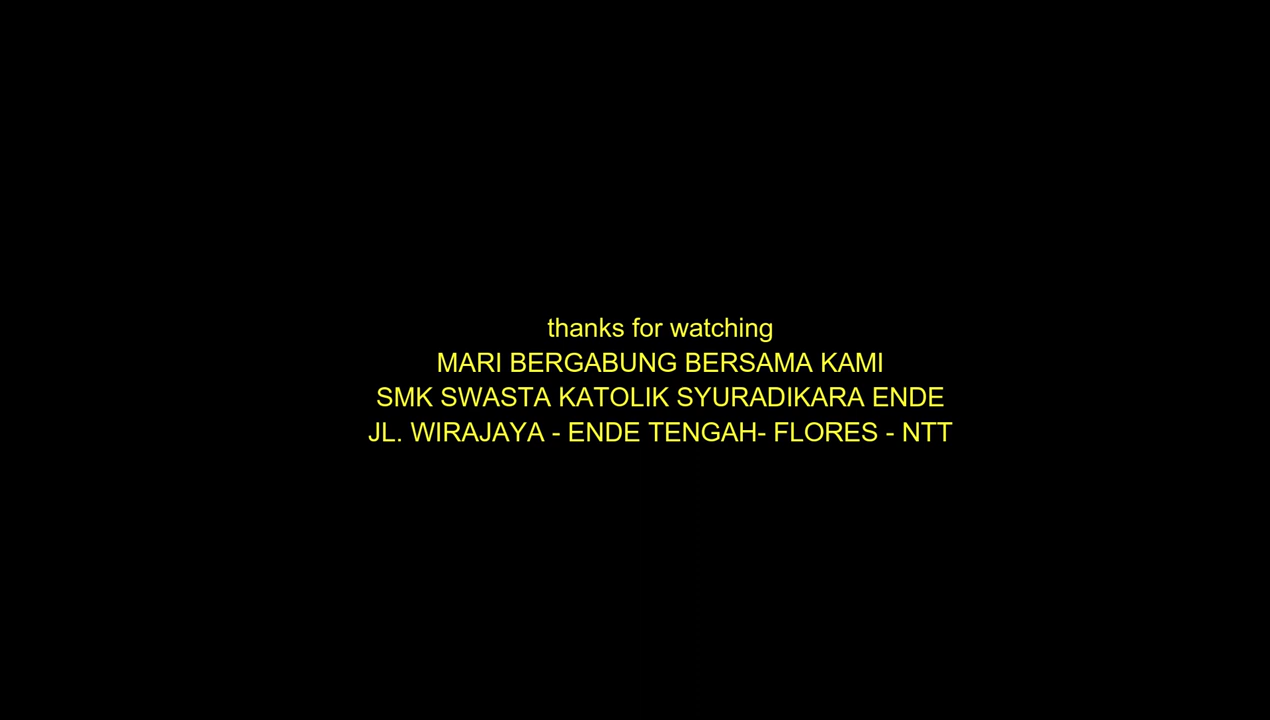 thanks for watching
MARI BERGABUNG BERSAMA KAMI
SMK SWASTA KATOLIK SYURADIKARA ENDE
JL. WIRAJAYA - ENDE TENGAH- FLORES - NTT